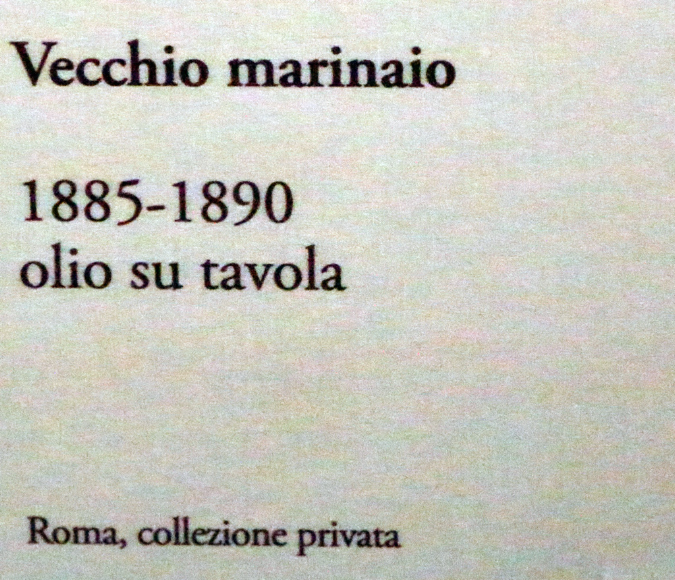 Vecchio marinaio
1885-1890
olio su tavola
Roma, collezione privata